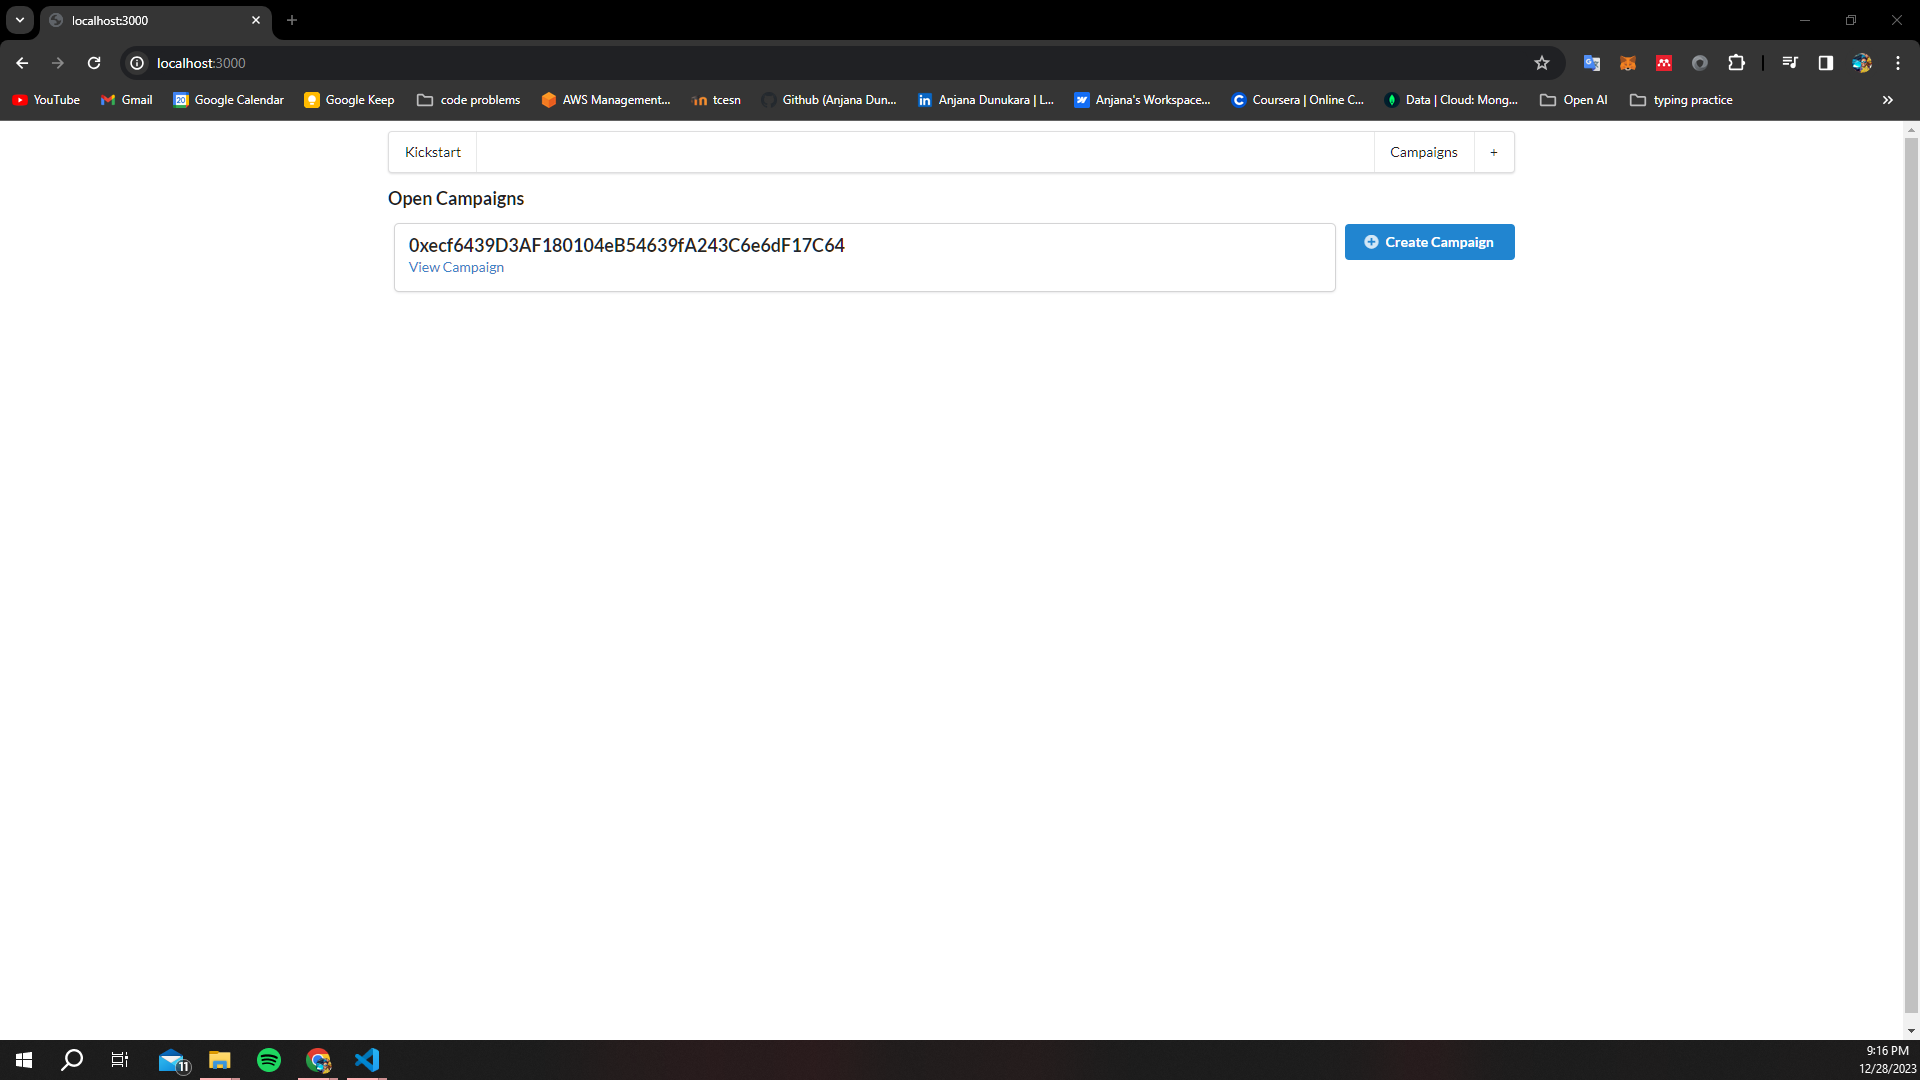 localhost:3000
localhost:3000
YouTube Gmail 20 Google Calendar Google Keep code problems AWS Management... tcesn Github (Anjana Dun... in Anjana Dunukara | L... Anjana's Workspace... C Coursera | Online C... Data | Cloud: Mong... Open AI typing practice
Kickstart Campaigns +
Open Campaigns
0xecf6439D3AF180104eB54639fA243C6e6dF17C64
View Campaign
Create Campaign
11
9:16 PM
12/28/2023